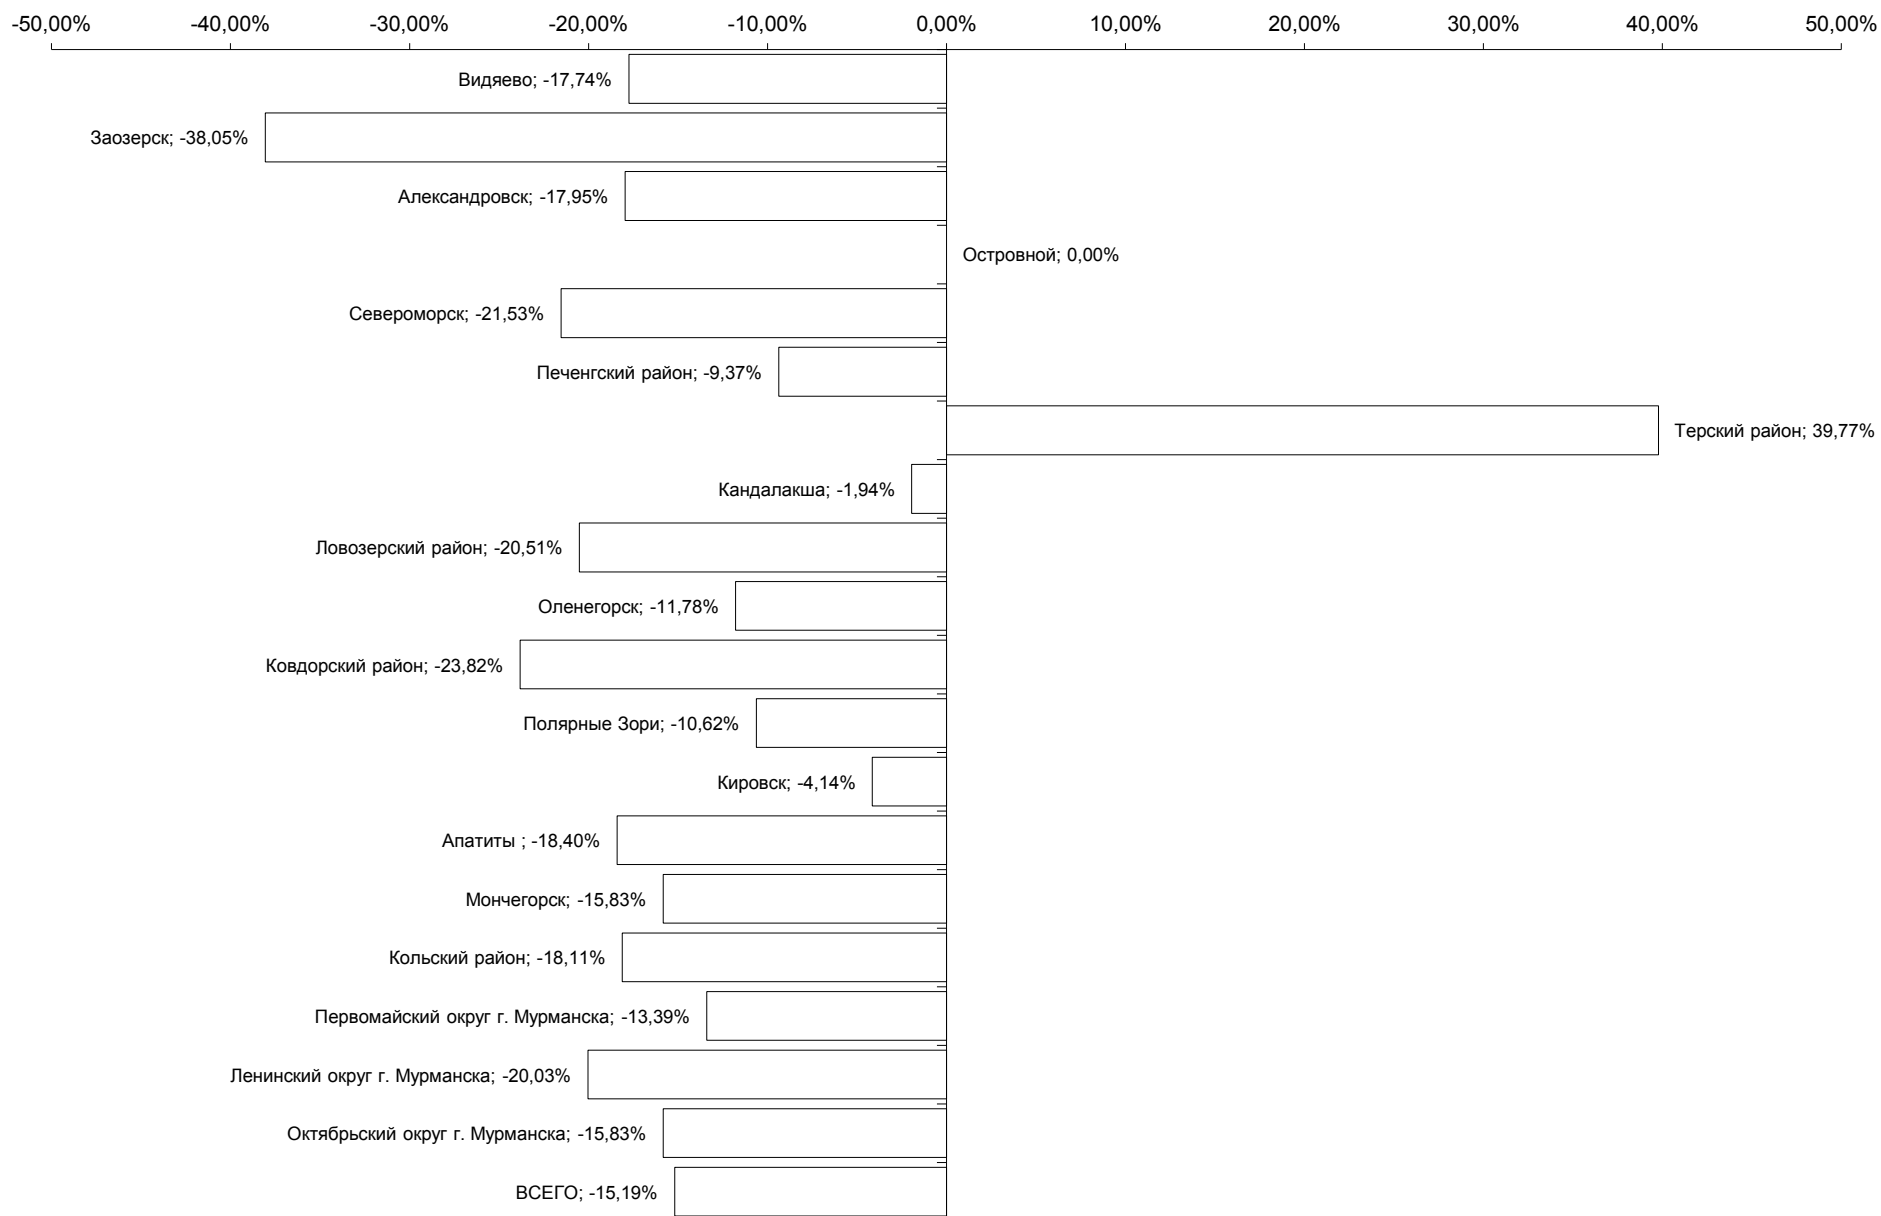 -50,00% -40,00% -30,00% -20,00% -10,00% 0,00% 10,00% 20,00% 30,00% 40,00% 50,00%
Видяево; -17,74%
Заозерск; -38,05%
Александровск; -17,95%
Островной; 0,00%
Североморск; -21,53%
Печенгский район; -9,37%
Терский район; 39,77%
Кандалакша; -1,94%
Ловозерский район; -20,51%
Оленегорск; -11,78%
Ковдорский район; -23,82%
Полярные Зори; -10,62%
Кировск; -4,14%
Апатиты ; -18,40%
Мончегорск; -15,83%
Кольский район; -18,11%
Первомайский округ г. Мурманска; -13,39%
Ленинский округ г. Мурманска; -20,03%
Октябрьский округ г. Мурманска; -15,83%
ВСЕГО; -15,19%